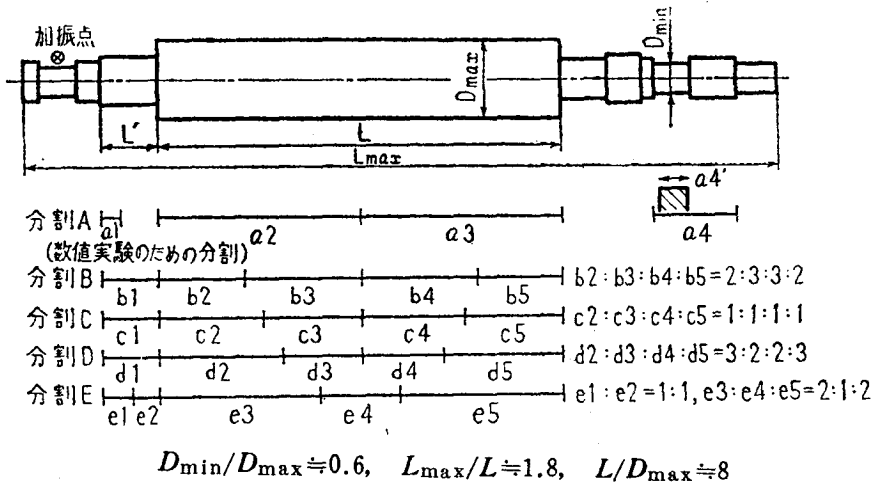 加振点
⊗
Dmin
Dmax
L'
L
Lmax
a4'
分割A
a1
a2
a3
a4
(数値実験のための分割)
分割B
b1
b2
b3
b4
b5
b2:b3:b4:b5=2:3:3:2
分割C
c1
c2
c3
c4
c5
c2:c3:c4:c5=1:1:1:1
分割D
d1
d2
d3
d4
d5
d2:d3:d4:d5=3:2:2:3
分割E
e1
e2
e3
e4
e5
e1:e2=1:1, e3:e4:e5=2:1:2
Dmin/Dmax≒0.6, Lmax/L≒1.8, L/Dmax≒8